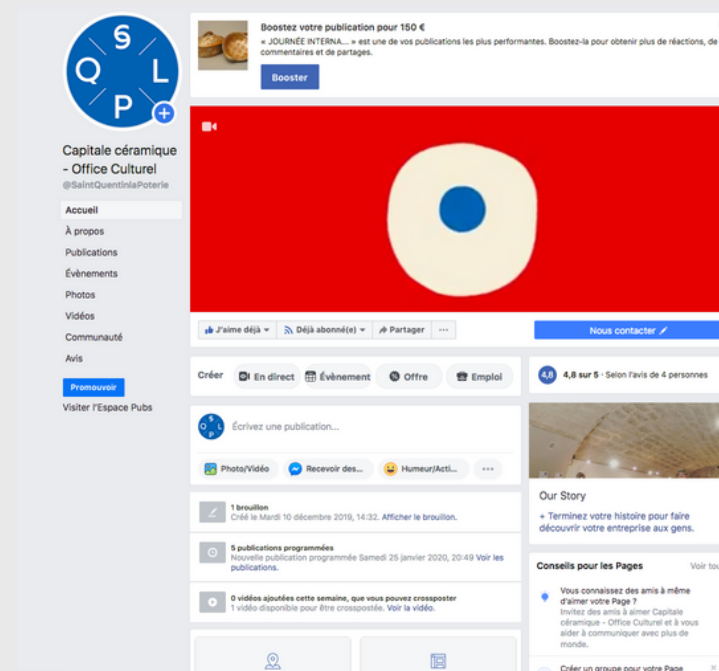 S
Q L
P
Capitale céramique
- Office Culturel
@SaintQuentinlaPoterie
Accueil
À propos
Publications
Évènements
Photos
Vidéos
Communauté
Avis
Promouvoir
Visiter l'Espace Pubs
Boostez votre publication pour 150 €
« JOURNÉE INTERNA... » est une de vos publications les plus performantes. Boostez-la pour obtenir plus de réactions, de
commentaires et de partages.
Booster
J'aime déjà
Déjà abonné(e)
Partager
...
Nous contacter
Créer
En direct
Évènement
Offre
Emploi
Écrivez une publication...
Photo/Vidéo
Recevoir des...
Humeur/Acti...
...
1 brouillon
Créé le Mardi 10 décembre 2019, 14:32. Afficher le brouillon.
5 publications programmées
Nouvelle publication programmée Samedi 25 janvier 2020, 20:49 Voir les
publications.
0 vidéos ajoutées cette semaine, que vous pouvez crossposter
1 vidéo disponible pour être crosspostée. Voir la vidéo.
4,8 4,8 sur 5 · Selon l'avis de 4 personnes
Our Story
+ Terminez votre histoire pour faire
découvrir votre entreprise aux gens.
Conseils pour les Pages
Voir tou
Vous connaissez des amis à même
d'aimer votre Page ?
Invitez des amis à aimer Capitale
céramique - Office Culturel et à vous
aider à communiquer avec plus de
monde.
Créer un groupe pour votre Page